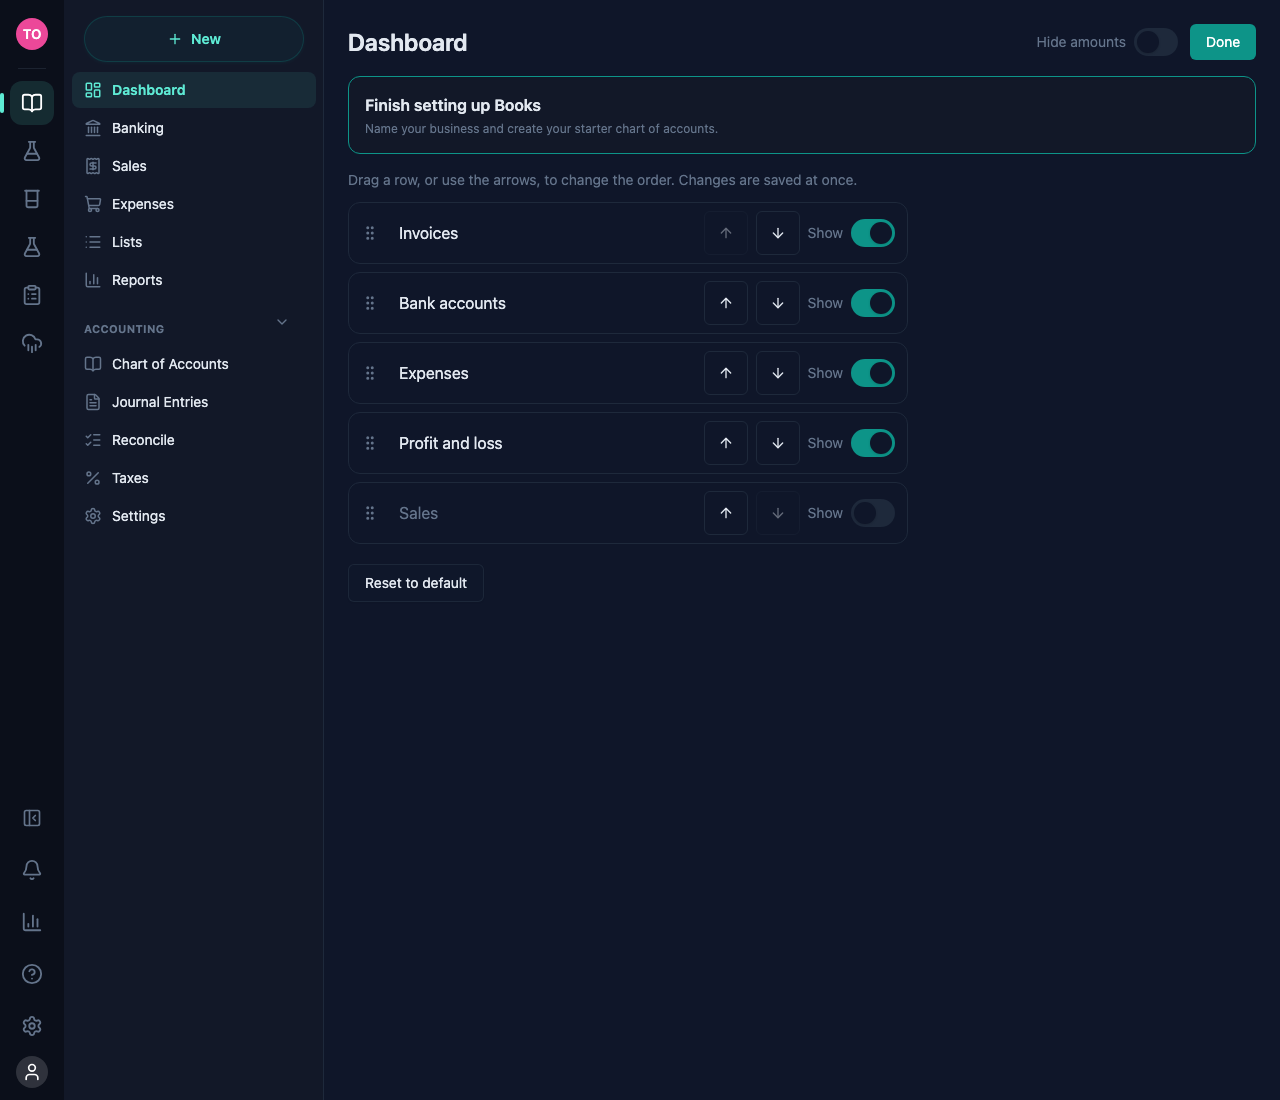 TO
New
Dashboard
Banking
Sales
Expenses
Lists
Reports
ACCOUNTING
Chart of Accounts
Journal Entries
Reconcile
Taxes
Settings
Dashboard
Hide amounts
Done
Finish setting up Books
Name your business and create your starter chart of accounts.
Drag a row, or use the arrows, to change the order. Changes are saved at once.
Invoices Show
Bank accounts Show
Expenses Show
Profit and loss Show
Sales Show
Reset to default